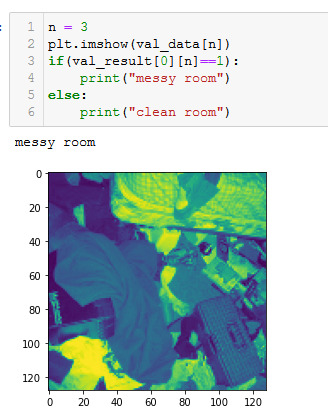 1 n = 3
2 plt.imshow(val_data[n])
3 if(val_result[0][n]==1):
4     print("messy room")
5 else:
6     print("clean room")
messy room
0
20
40
60
80
100
120
0 20 40 60 80 100 120